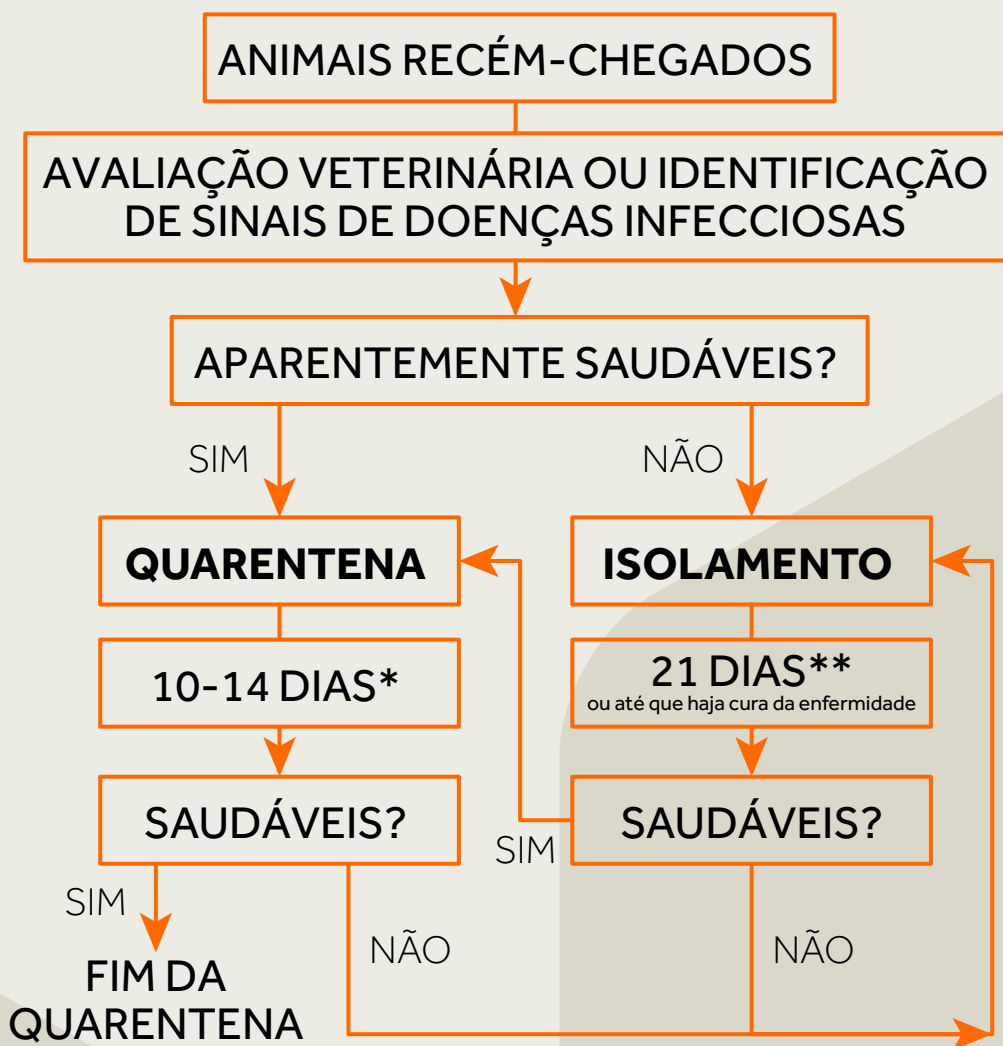 ANIMAIS RECÉM-CHEGADOS
AVALIAÇÃO VETERINÁRIA OU IDENTIFICAÇÃO
DE SINAIS DE DOENÇAS INFECCIOSAS
APARENTEMENTE SAUDÁVEIS?
SIM
NÃO
QUARENTENA
ISOLAMENTO
10-14 DIAS*
21 DIAS**
ou até que haja cura da enfermidade
SAUDÁVEIS?
SAUDÁVEIS?
SIM
SIM
NÃO
NÃO
FIM DA
QUARENTENA